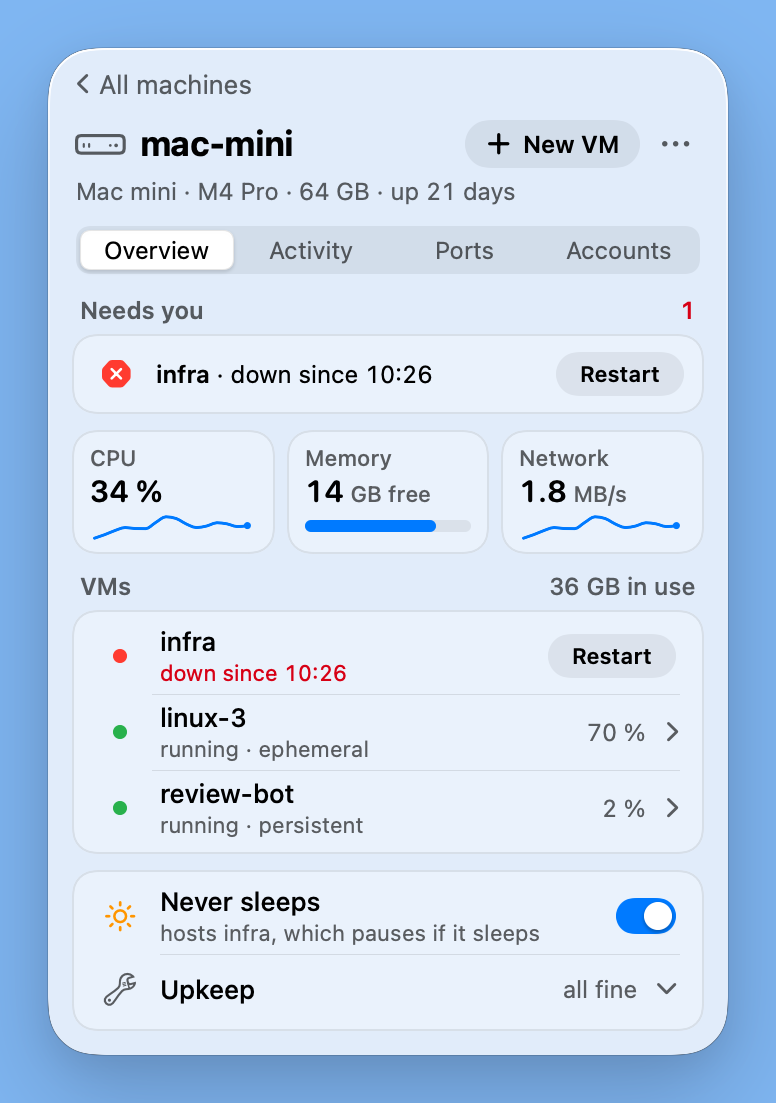 All machines
mac-mini
New VM
Mac mini · M4 Pro · 64 GB · up 21 days
Overview Activity Ports Accounts
Needs you 1
infra · down since 10:26 Restart
CPU Memory Network
34 % 14 GB free 1.8 MB/s
VMs 36 GB in use
infra
down since 10:26
Restart
linux-3
running · ephemeral
70 %
review-bot
running · persistent
2 %
Never sleeps
hosts infra, which pauses if it sleeps
Upkeep all fine